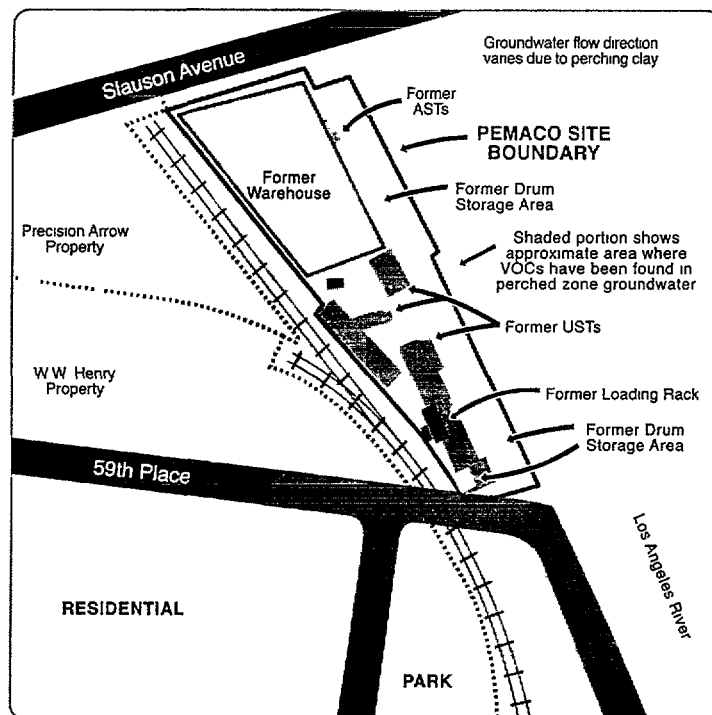 Slauson Avenue
Groundwater flow direction
varies due to perching clay
Former
ASTs
PEMACO SITE
BOUNDARY
Former
Warehouse
Former Drum
Storage Area
Precision Arrow
Property
Shaded portion shows
approximate area where
VOCs have been found in
perched zone groundwater
Former USTs
W W Henry
Property
Former Loading Rack
Former Drum
Storage Area
59th Place
Los Angeles River
RESIDENTIAL
PARK